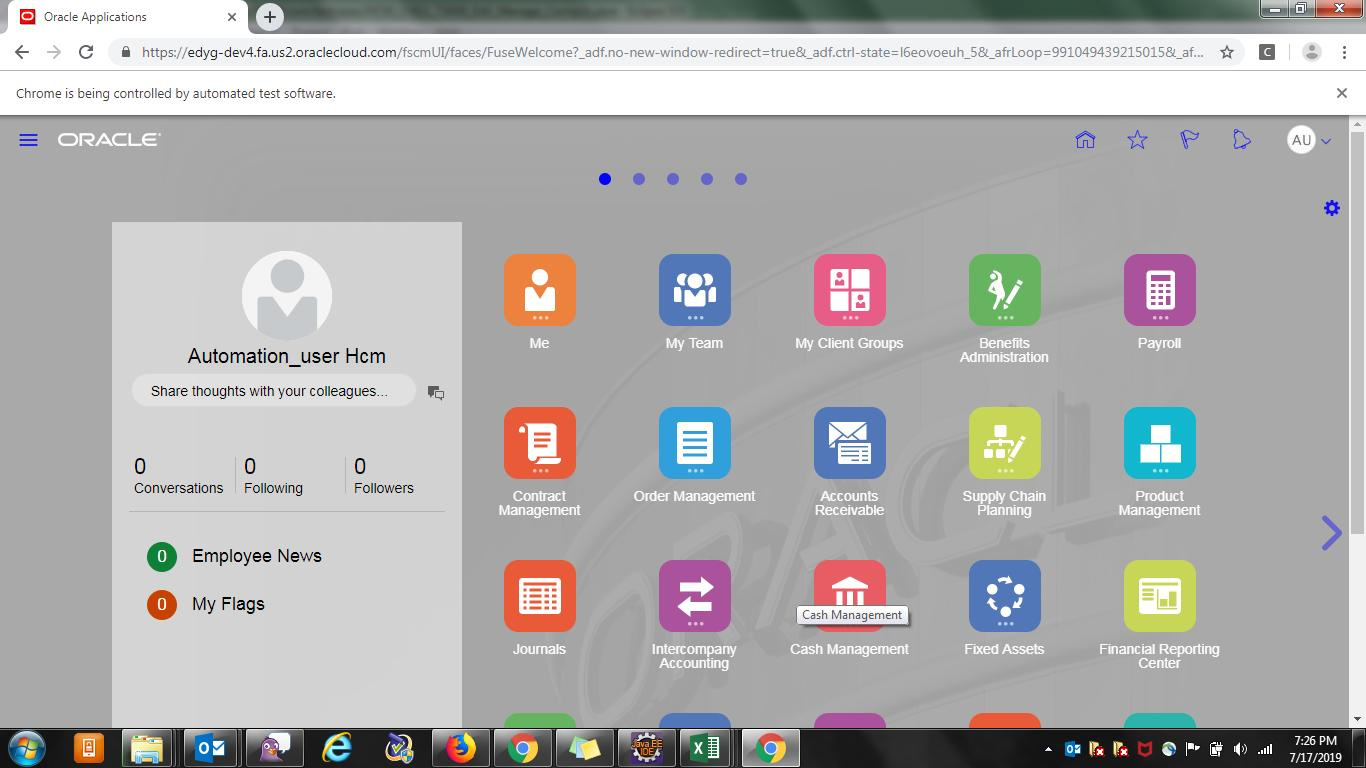 Oracle Applications
https://edyg-dev4.fa.us2.oraclecloud.com/fscmUI/faces/FuseWelcome?_adf.no-new-window-redirect=true&_adf.ctrl-state=l6eovoeuh_5&_afrLoop=991049439215015&_af...
C
Chrome is being controlled by automated test software.
ORACLE
AU
Automation_user Hcm
Share thoughts with your colleagues...
0 0 0
Conversations Following Followers
0 Employee News
0 My Flags
Me My Team My Client Groups Benefits Payroll
Administration
Contract Order Management Accounts Supply Chain Product
Management Receivable Planning Management
Cash Management
Journals Intercompany Cash Management Fixed Assets Financial Reporting
Accounting Center
Java EE
IDE
7:26 PM
7/17/2019